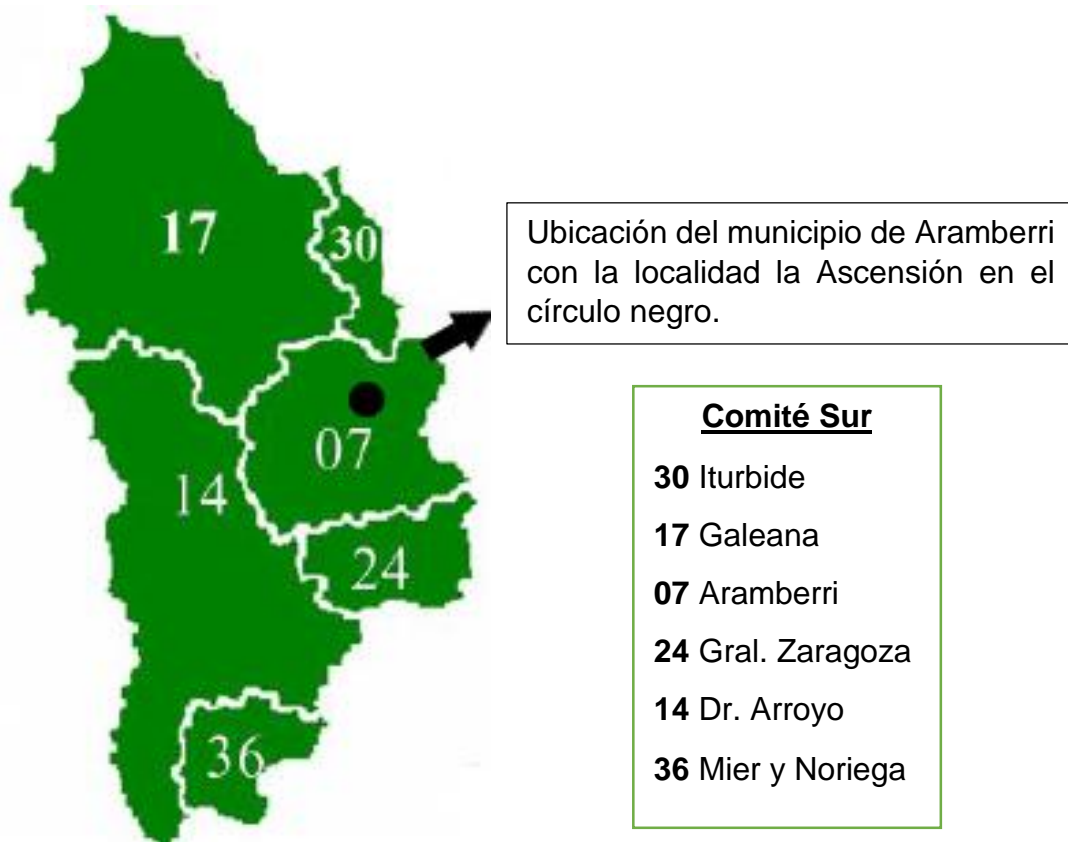 17
30
Ubicación del municipio de Aramberri
con la localidad la Ascensión en el
círculo negro.
07
14
24
36
Comité Sur
30 Iturbide
17 Galeana
07 Aramberri
24 Gral. Zaragoza
14 Dr. Arroyo
36 Mier y Noriega